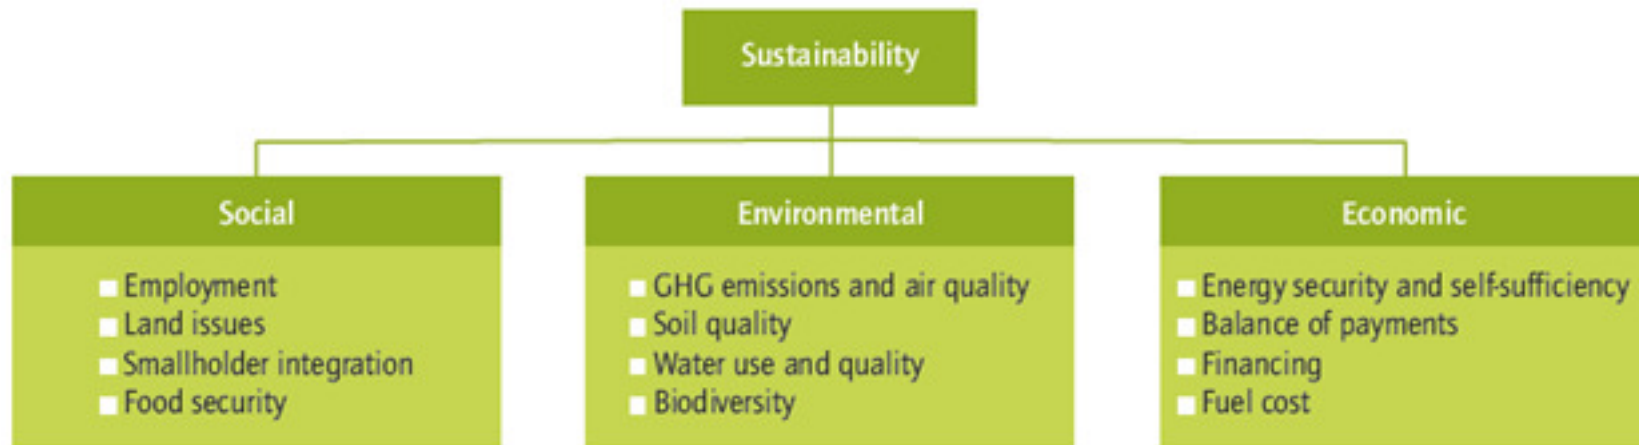 Sustainability
Social
Employment
Land issues
Smallholder integration
Food security
Environmental
GHG emissions and air quality
Soil quality
Water use and quality
Biodiversity
Economic
Energy security and self-sufficiency
Balance of payments
Financing
Fuel cost